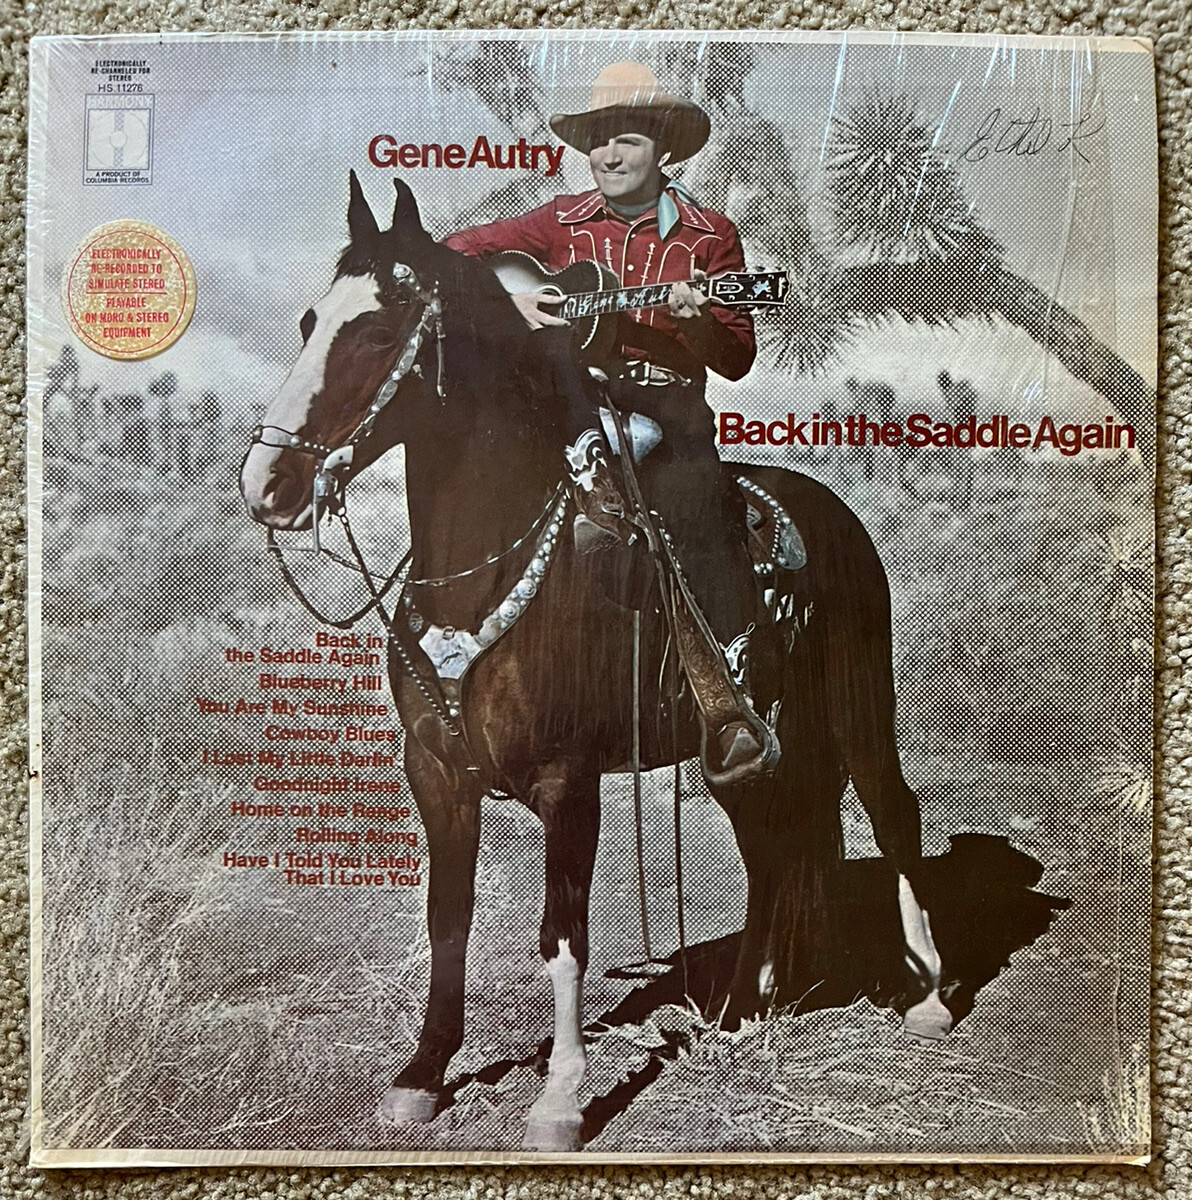 ELECTRONICALLY
RE-CHANNELED FOR
STEREO
HS 11276
HARMONY
H
A PRODUCT OF
COLUMBIA RECORDS
Gene Autry
ELECTRONICALLY
RE-RECORDED TO
SIMULATE STEREO
PLAYABLE
ON MONO & STEREO
EQUIPMENT
Back in the Saddle Again
Back in
the Saddle Again
Blueberry Hill
You Are My Sunshine
Cowboy Blues
I Lost My Little Darlin'
Goodnight Irene
Home on the Range
Rolling Along
Have I Told You Lately
That I Love You